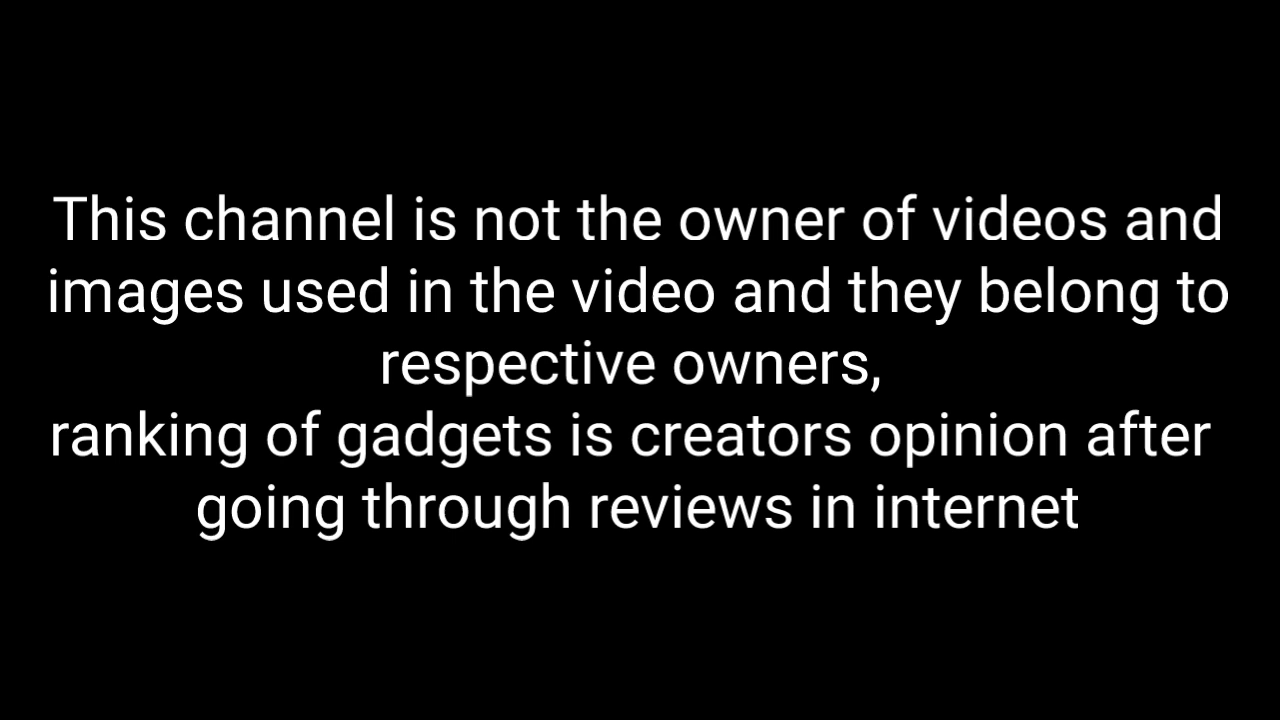 This channel is not the owner of videos and
images used in the video and they belong to
respective owners,
ranking of gadgets is creators opinion after
going through reviews in internet